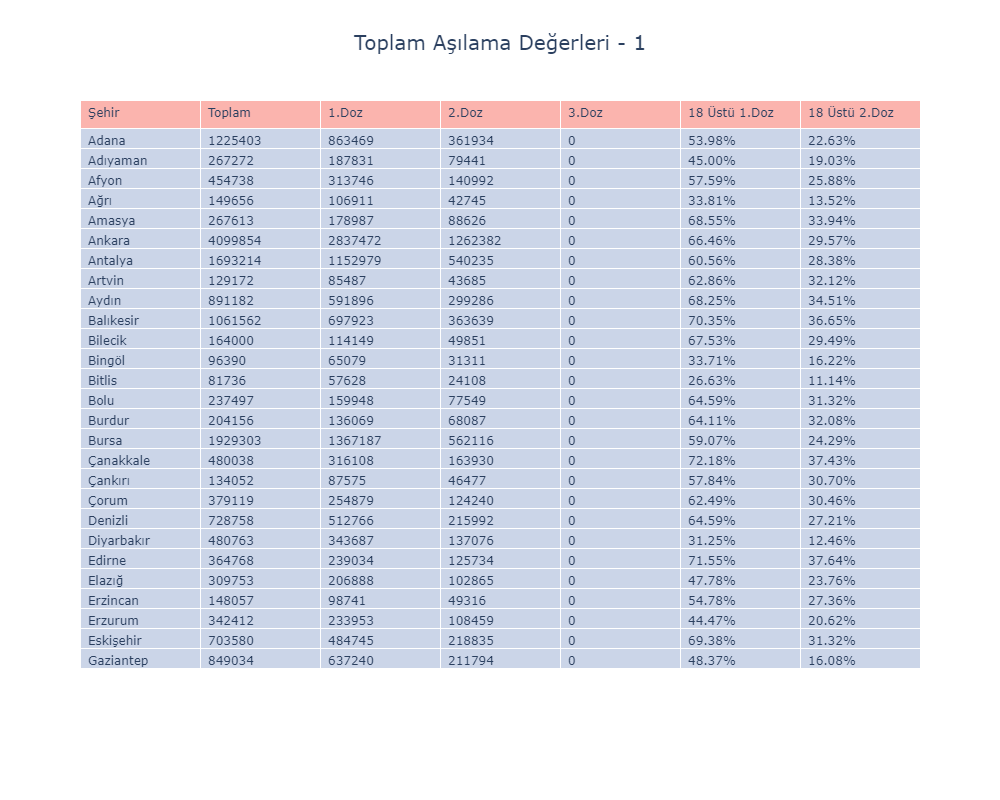 Toplam Aşılama Değerleri - 1
Şehir Toplam 1.Doz 2.Doz 3.Doz 18 Üstü 1.Doz 18 Üstü 2.Doz
Adana 1225403 863469 361934 0 53.98% 22.63%
Adıyaman 267272 187831 79441 0 45.00% 19.03%
Afyon 454738 313746 140992 0 57.59% 25.88%
Ağrı 149656 106911 42745 0 33.81% 13.52%
Amasya 267613 178987 88626 0 68.55% 33.94%
Ankara 4099854 2837472 1262382 0 66.46% 29.57%
Antalya 1693214 1152979 540235 0 60.56% 28.38%
Artvin 129172 85487 43685 0 62.86% 32.12%
Aydın 891182 591896 299286 0 68.25% 34.51%
Balıkesir 1061562 697923 363639 0 70.35% 36.65%
Bilecik 164000 114149 49851 0 67.53% 29.49%
Bingöl 96390 65079 31311 0 33.71% 16.22%
Bitlis 81736 57628 24108 0 26.63% 11.14%
Bolu 237497 159948 77549 0 64.59% 31.32%
Burdur 204156 136069 68087 0 64.11% 32.08%
Bursa 1929303 1367187 562116 0 59.07% 24.29%
Çanakkale 480038 316108 163930 0 72.18% 37.43%
Çankırı 134052 87575 46477 0 57.84% 30.70%
Çorum 379119 254879 124240 0 62.49% 30.46%
Denizli 728758 512766 215992 0 64.59% 27.21%
Diyarbakır 480763 343687 137076 0 31.25% 12.46%
Edirne 364768 239034 125734 0 71.55% 37.64%
Elazığ 309753 206888 102865 0 47.78% 23.76%
Erzincan 148057 98741 49316 0 54.78% 27.36%
Erzurum 342412 233953 108459 0 44.47% 20.62%
Eskişehir 703580 484745 218835 0 69.38% 31.32%
Gaziantep 849034 637240 211794 0 48.37% 16.08%